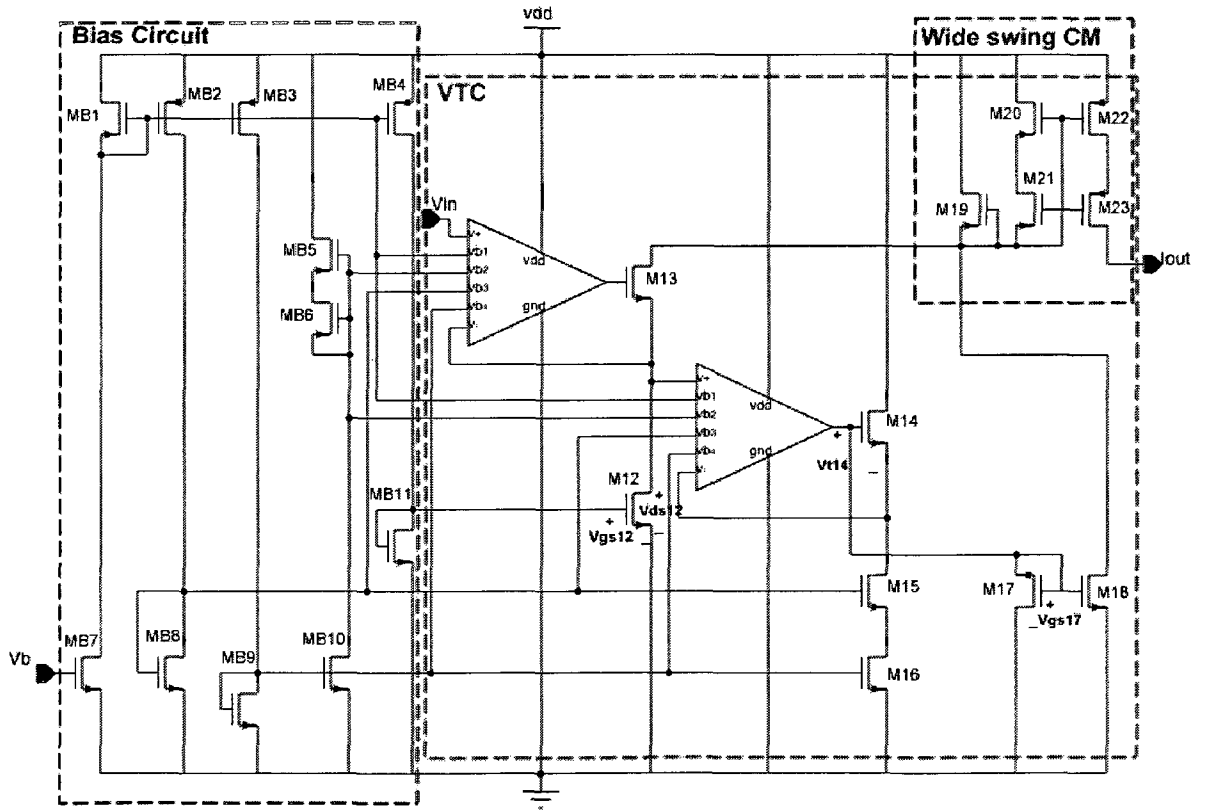 vdd
Bias Circuit
Wide swing CM
VTC
MB1
MB2
MB3
MB4
M20
M22
M19
M21
M23
Vin
V+
Vb1
Vb2
Vb3
Vb4
V-
vdd
gnd
M13
Iout
MB5
MB6
V+
Vb1
Vb2
Vb3
Vb4
V-
vdd
gnd
+
M14
Vt14
_
MB11
M12
+
Vds12
+
Vgs12
_
_
M15
M17
+
_Vgs17
M18
Vb
MB7
MB8
MB9
MB10
M16